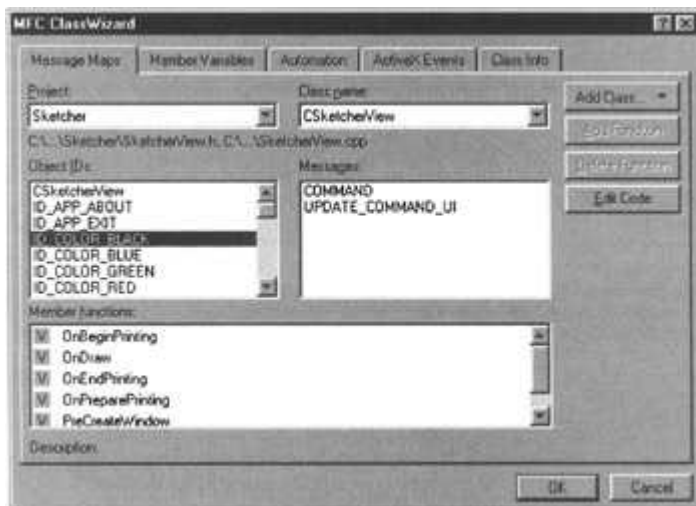 MFC ClassWizard
Message Maps
Member Variables
Automation
ActiveX Events
Class Info
Project:
Class name:
Add Class...
Sketcher
CSketcherView
Add Function
C:\...\Sketcher\SketcherView.h, C:\...\SketcherView.cpp
Delete Function
Object IDs:
Messages:
Edit Code
CSketcherView
ID_APP_ABOUT
ID_APP_EXIT
ID_COLOR_BLACK
ID_COLOR_BLUE
ID_COLOR_GREEN
ID_COLOR_RED
COMMAND
UPDATE_COMMAND_UI
Member functions:
V OnBeginPrinting
V OnDraw
V OnEndPrinting
V OnPreparePrinting
V PreCreateWindow
Description:
OK
Cancel